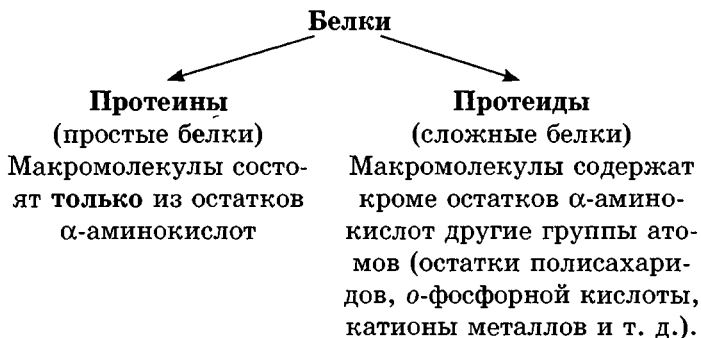 Белки
Протеины
(простые белки)
Макромолекулы состо-
ят только из остатков
α-аминокислот
Протеиды
(сложные белки)
Макромолекулы содержат
кроме остатков α-амино-
кислот другие группы ато-
мов (остатки полисахари-
дов, о-фосфорной кислоты,
катионы металлов и т. д.).